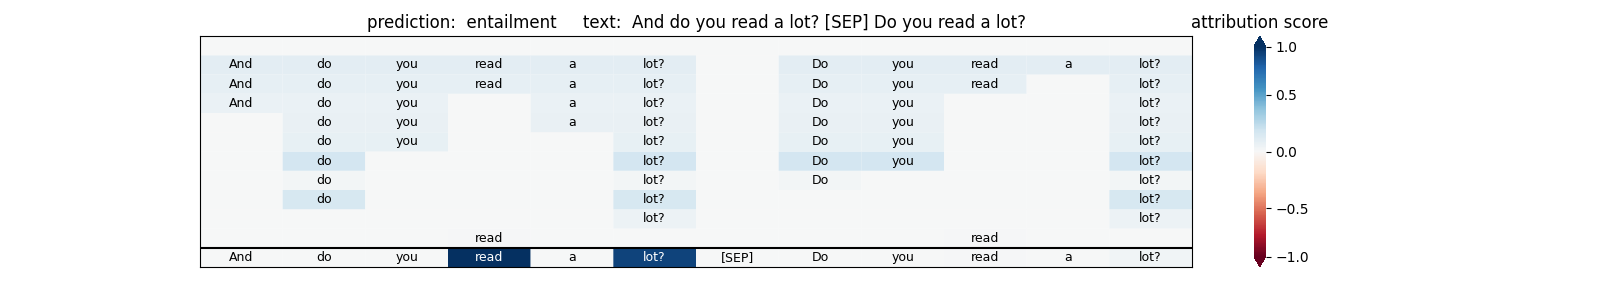 prediction:  entailment     text:  And do you read a lot? [SEP] Do you read a lot?     attribution score
And do you read a lot? Do you read a lot?
And do you read a lot? Do you read lot?
And do you a lot? Do you lot?
do you a lot? Do you lot?
do you lot? Do you lot?
do lot? Do you lot?
do lot? Do lot?
do lot? lot?
lot? lot?
read read
And do you read a lot? [SEP] Do you read a lot?
1.0
0.5
0.0
−0.5
−1.0